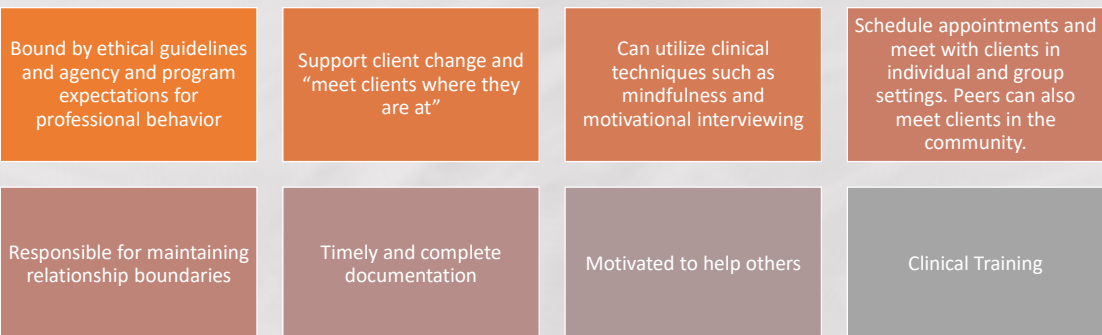 Bound by ethical guidelines
and agency and program
expectations for
professional behavior
Support client change and
“meet clients where they
are at”
Can utilize clinical
techniques such as
mindfulness and
motivational interviewing
Schedule appointments and
meet with clients in
individual and group
settings. Peers can also
meet clients in the
community.
Responsible for maintaining
relationship boundaries
Timely and complete
documentation
Motivated to help others
Clinical Training